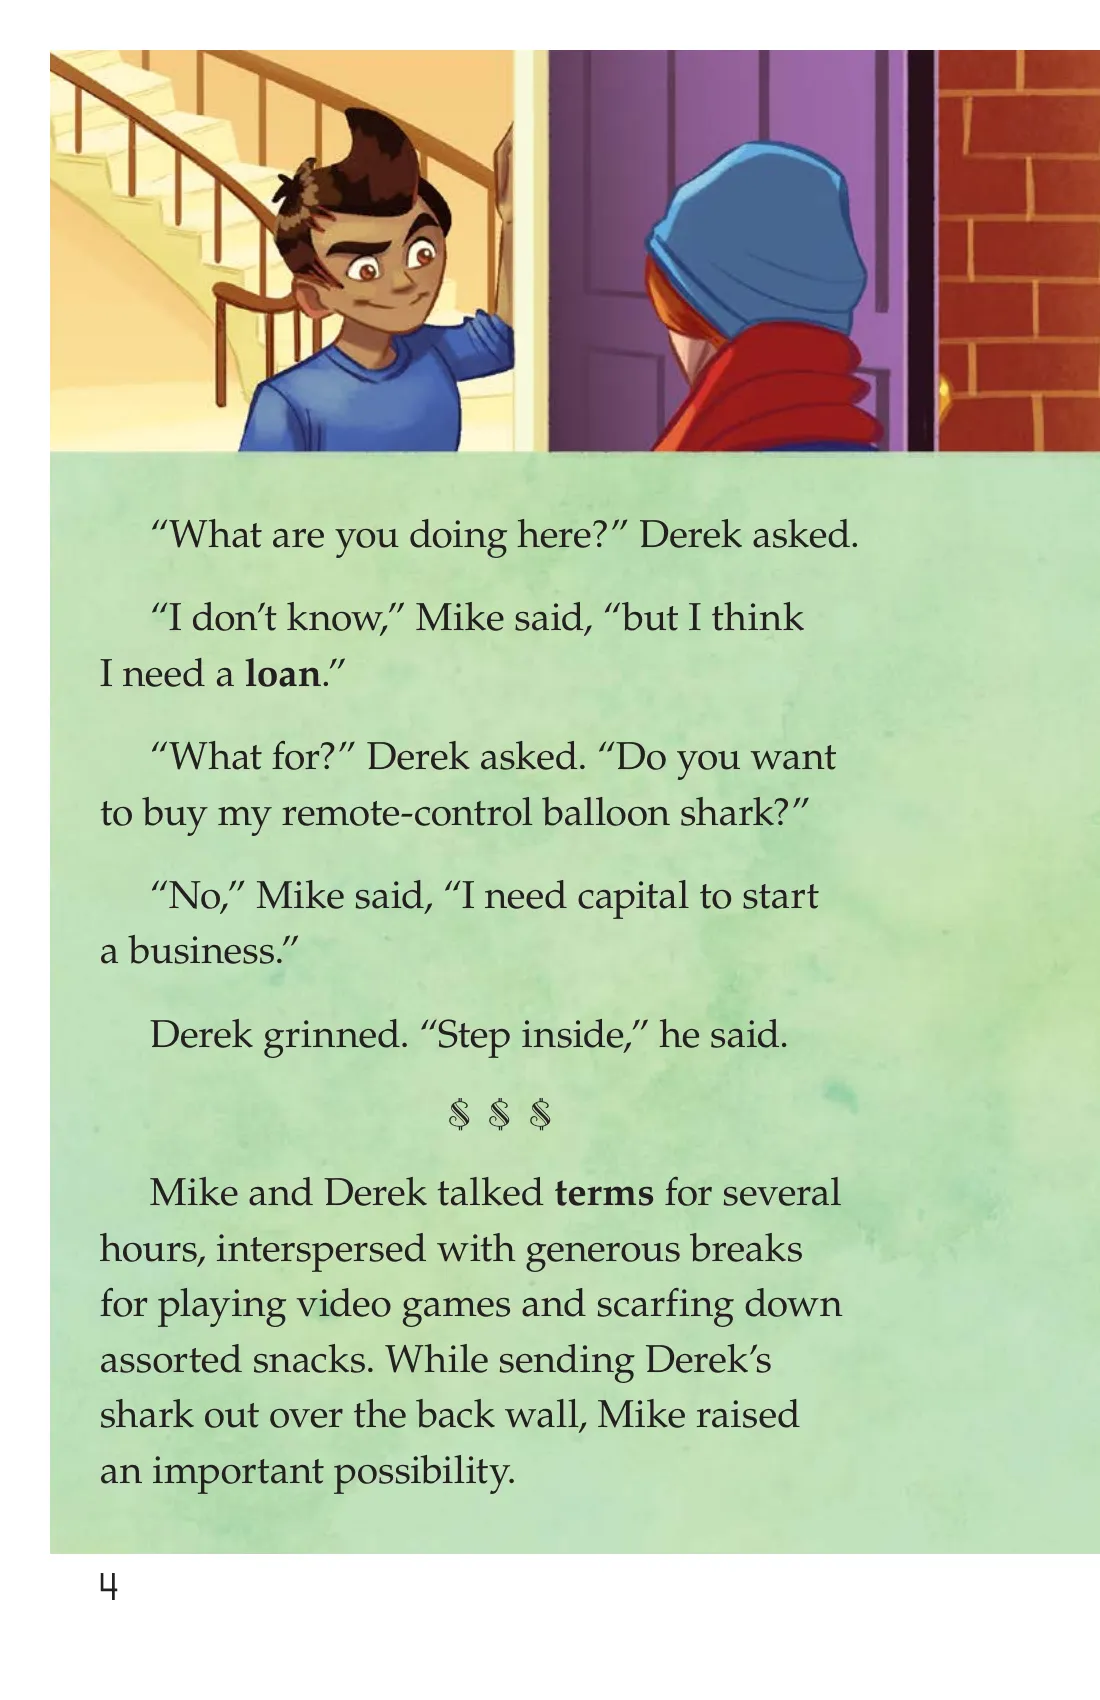 “What are you doing here?” Derek asked.
“I don’t know,” Mike said, “but I think
I need a loan.”
“What for?” Derek asked. “Do you want
to buy my remote-control balloon shark?”
“No,” Mike said, “I need capital to start
a business.”
Derek grinned. “Step inside,” he said.
$ $ $
Mike and Derek talked terms for several
hours, interspersed with generous breaks
for playing video games and scarfing down
assorted snacks. While sending Derek’s
shark out over the back wall, Mike raised
an important possibility.
4